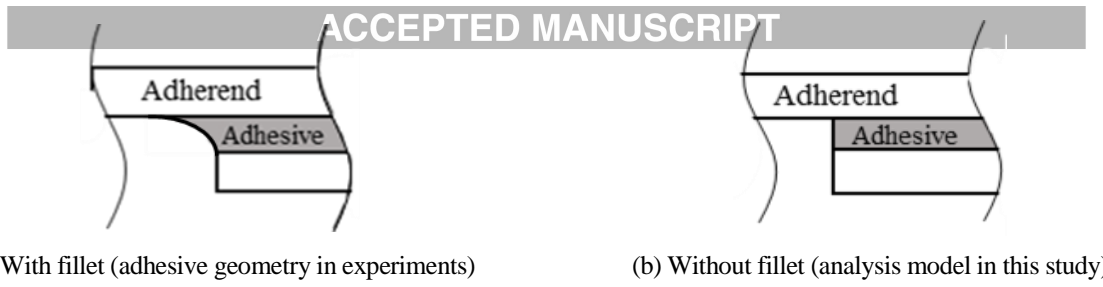 ACCEPTED MANUSCRIPT
Adherend
Adhesive
Adherend
Adhesive
With fillet (adhesive geometry in experiments)
(b) Without fillet (analysis model in this study)